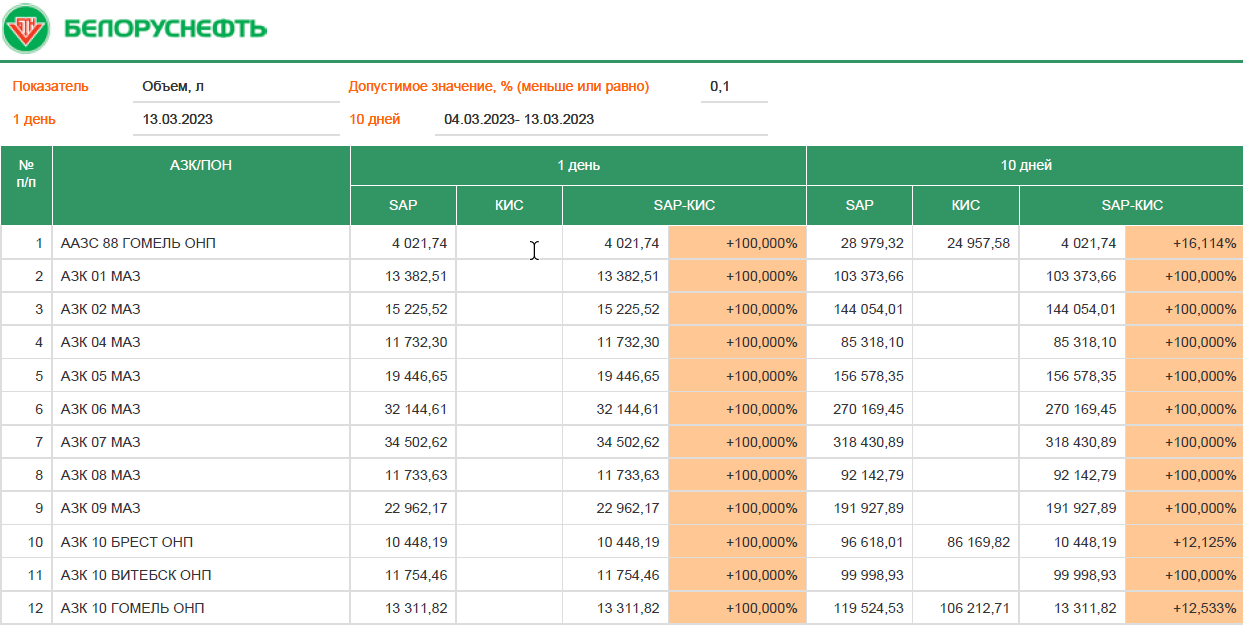 БЕЛОРУСНЕФТЬ
Показатель Объем, л Допустимое значение, % (меньше или равно) 0,1
1 день 13.03.2023 10 дней 04.03.2023- 13.03.2023
№ п/п АЗК/ПОН 1 день 10 дней
SAP КИС SAP-КИС SAP КИС SAP-КИС
1 ААЗС 88 ГОМЕЛЬ ОНП 4 021,74 4 021,74 +100,000% 28 979,32 24 957,58 4 021,74 +16,114%
2 АЗК 01 МАЗ 13 382,51 13 382,51 +100,000% 103 373,66 103 373,66 +100,000%
3 АЗК 02 МАЗ 15 225,52 15 225,52 +100,000% 144 054,01 144 054,01 +100,000%
4 АЗК 04 МАЗ 11 732,30 11 732,30 +100,000% 85 318,10 85 318,10 +100,000%
5 АЗК 05 МАЗ 19 446,65 19 446,65 +100,000% 156 578,35 156 578,35 +100,000%
6 АЗК 06 МАЗ 32 144,61 32 144,61 +100,000% 270 169,45 270 169,45 +100,000%
7 АЗК 07 МАЗ 34 502,62 34 502,62 +100,000% 318 430,89 318 430,89 +100,000%
8 АЗК 08 МАЗ 11 733,63 11 733,63 +100,000% 92 142,79 92 142,79 +100,000%
9 АЗК 09 МАЗ 22 962,17 22 962,17 +100,000% 191 927,89 191 927,89 +100,000%
10 АЗК 10 БРЕСТ ОНП 10 448,19 10 448,19 +100,000% 96 618,01 86 169,82 10 448,19 +12,125%
11 АЗК 10 ВИТЕБСК ОНП 11 754,46 11 754,46 +100,000% 99 998,93 99 998,93 +100,000%
12 АЗК 10 ГОМЕЛЬ ОНП 13 311,82 13 311,82 +100,000% 119 524,53 106 212,71 13 311,82 +12,533%